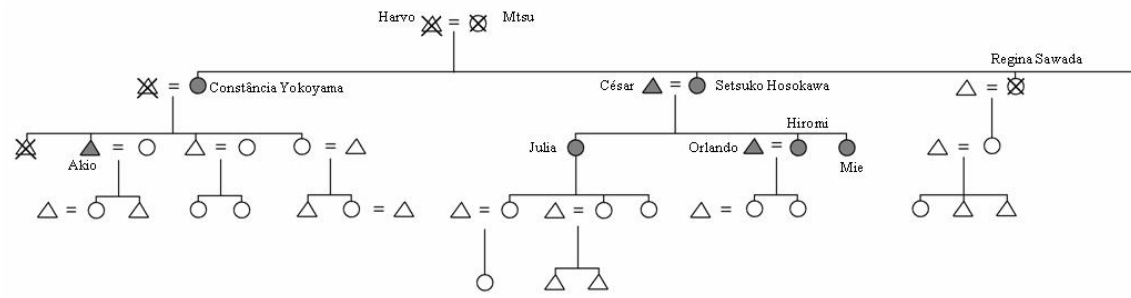 Harvo Mtsu
Regina Sawada
Constância Yokoyama César Setsuko Hosokawa
Hiromi
Akio Julia Orlando Mie